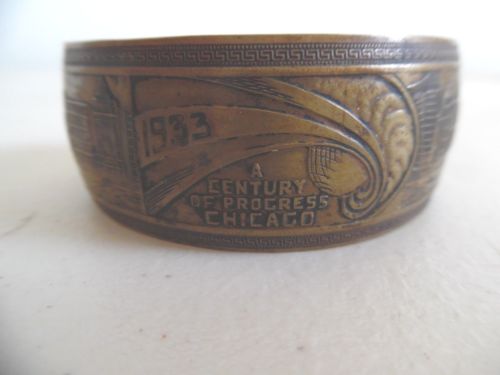 1933
A
CENTURY
OF PROGRESS
CHICAGO